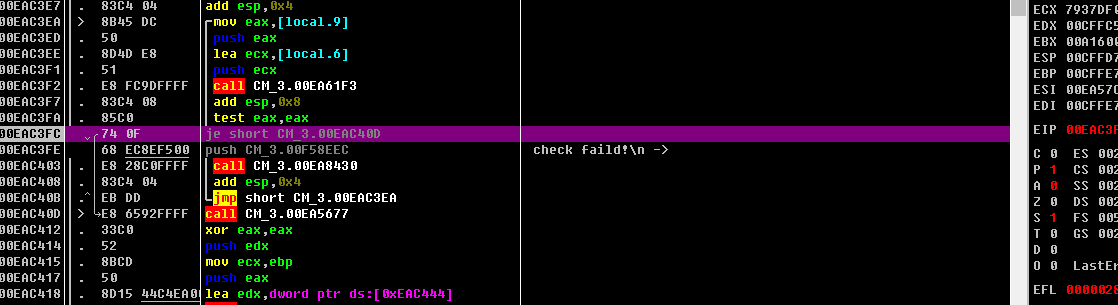 00EAC3E7 . 83C4 04 add esp,0x4 ECX 7937DF
00EAC3EA > 8B45 DC mov eax,[local.9] EDX 00CFFC5
00EAC3ED . 50 push eax EBX 00A1600
00EAC3EE . 8D4D E8 lea ecx,[local.6] ESP 00CFFD7
00EAC3F1 . 51 push ecx EBP 00CFFE7
00EAC3F2 . E8 FC9DFFFF call CM_3.00EA61F3 ESI 00EA57C
00EAC3F7 . 83C4 08 add esp,0x8 EDI 00CFFE7
00EAC3FA . 85C0 test eax,eax
00EAC3FC 74 0F je short CM_3.00EAC40D EIP 00EAC3F
00EAC3FE 68 EC8EF500 push CM_3.00F58EEC check faild!\n -> C 0 ES 002
00EAC403 . E8 28C0FFFF call CM_3.00EA8430 P 1 CS 002
00EAC408 . 83C4 04 add esp,0x4 A 0 SS 002
00EAC40B .^ EB DD jmp short CM_3.00EAC3EA Z 0 DS 002
00EAC40D > E8 6592FFFF call CM_3.00EA5677 S 1 FS 005
00EAC412 . 33C0 xor eax,eax T 0 GS 002
00EAC414 . 52 push edx D 0
00EAC415 . 8BCD mov ecx,ebp O 0 LastEr
00EAC417 . 50 push eax
00EAC418 . 8D15 44C4EA0 lea edx,dword ptr ds:[0xEAC444] EFL 0000028